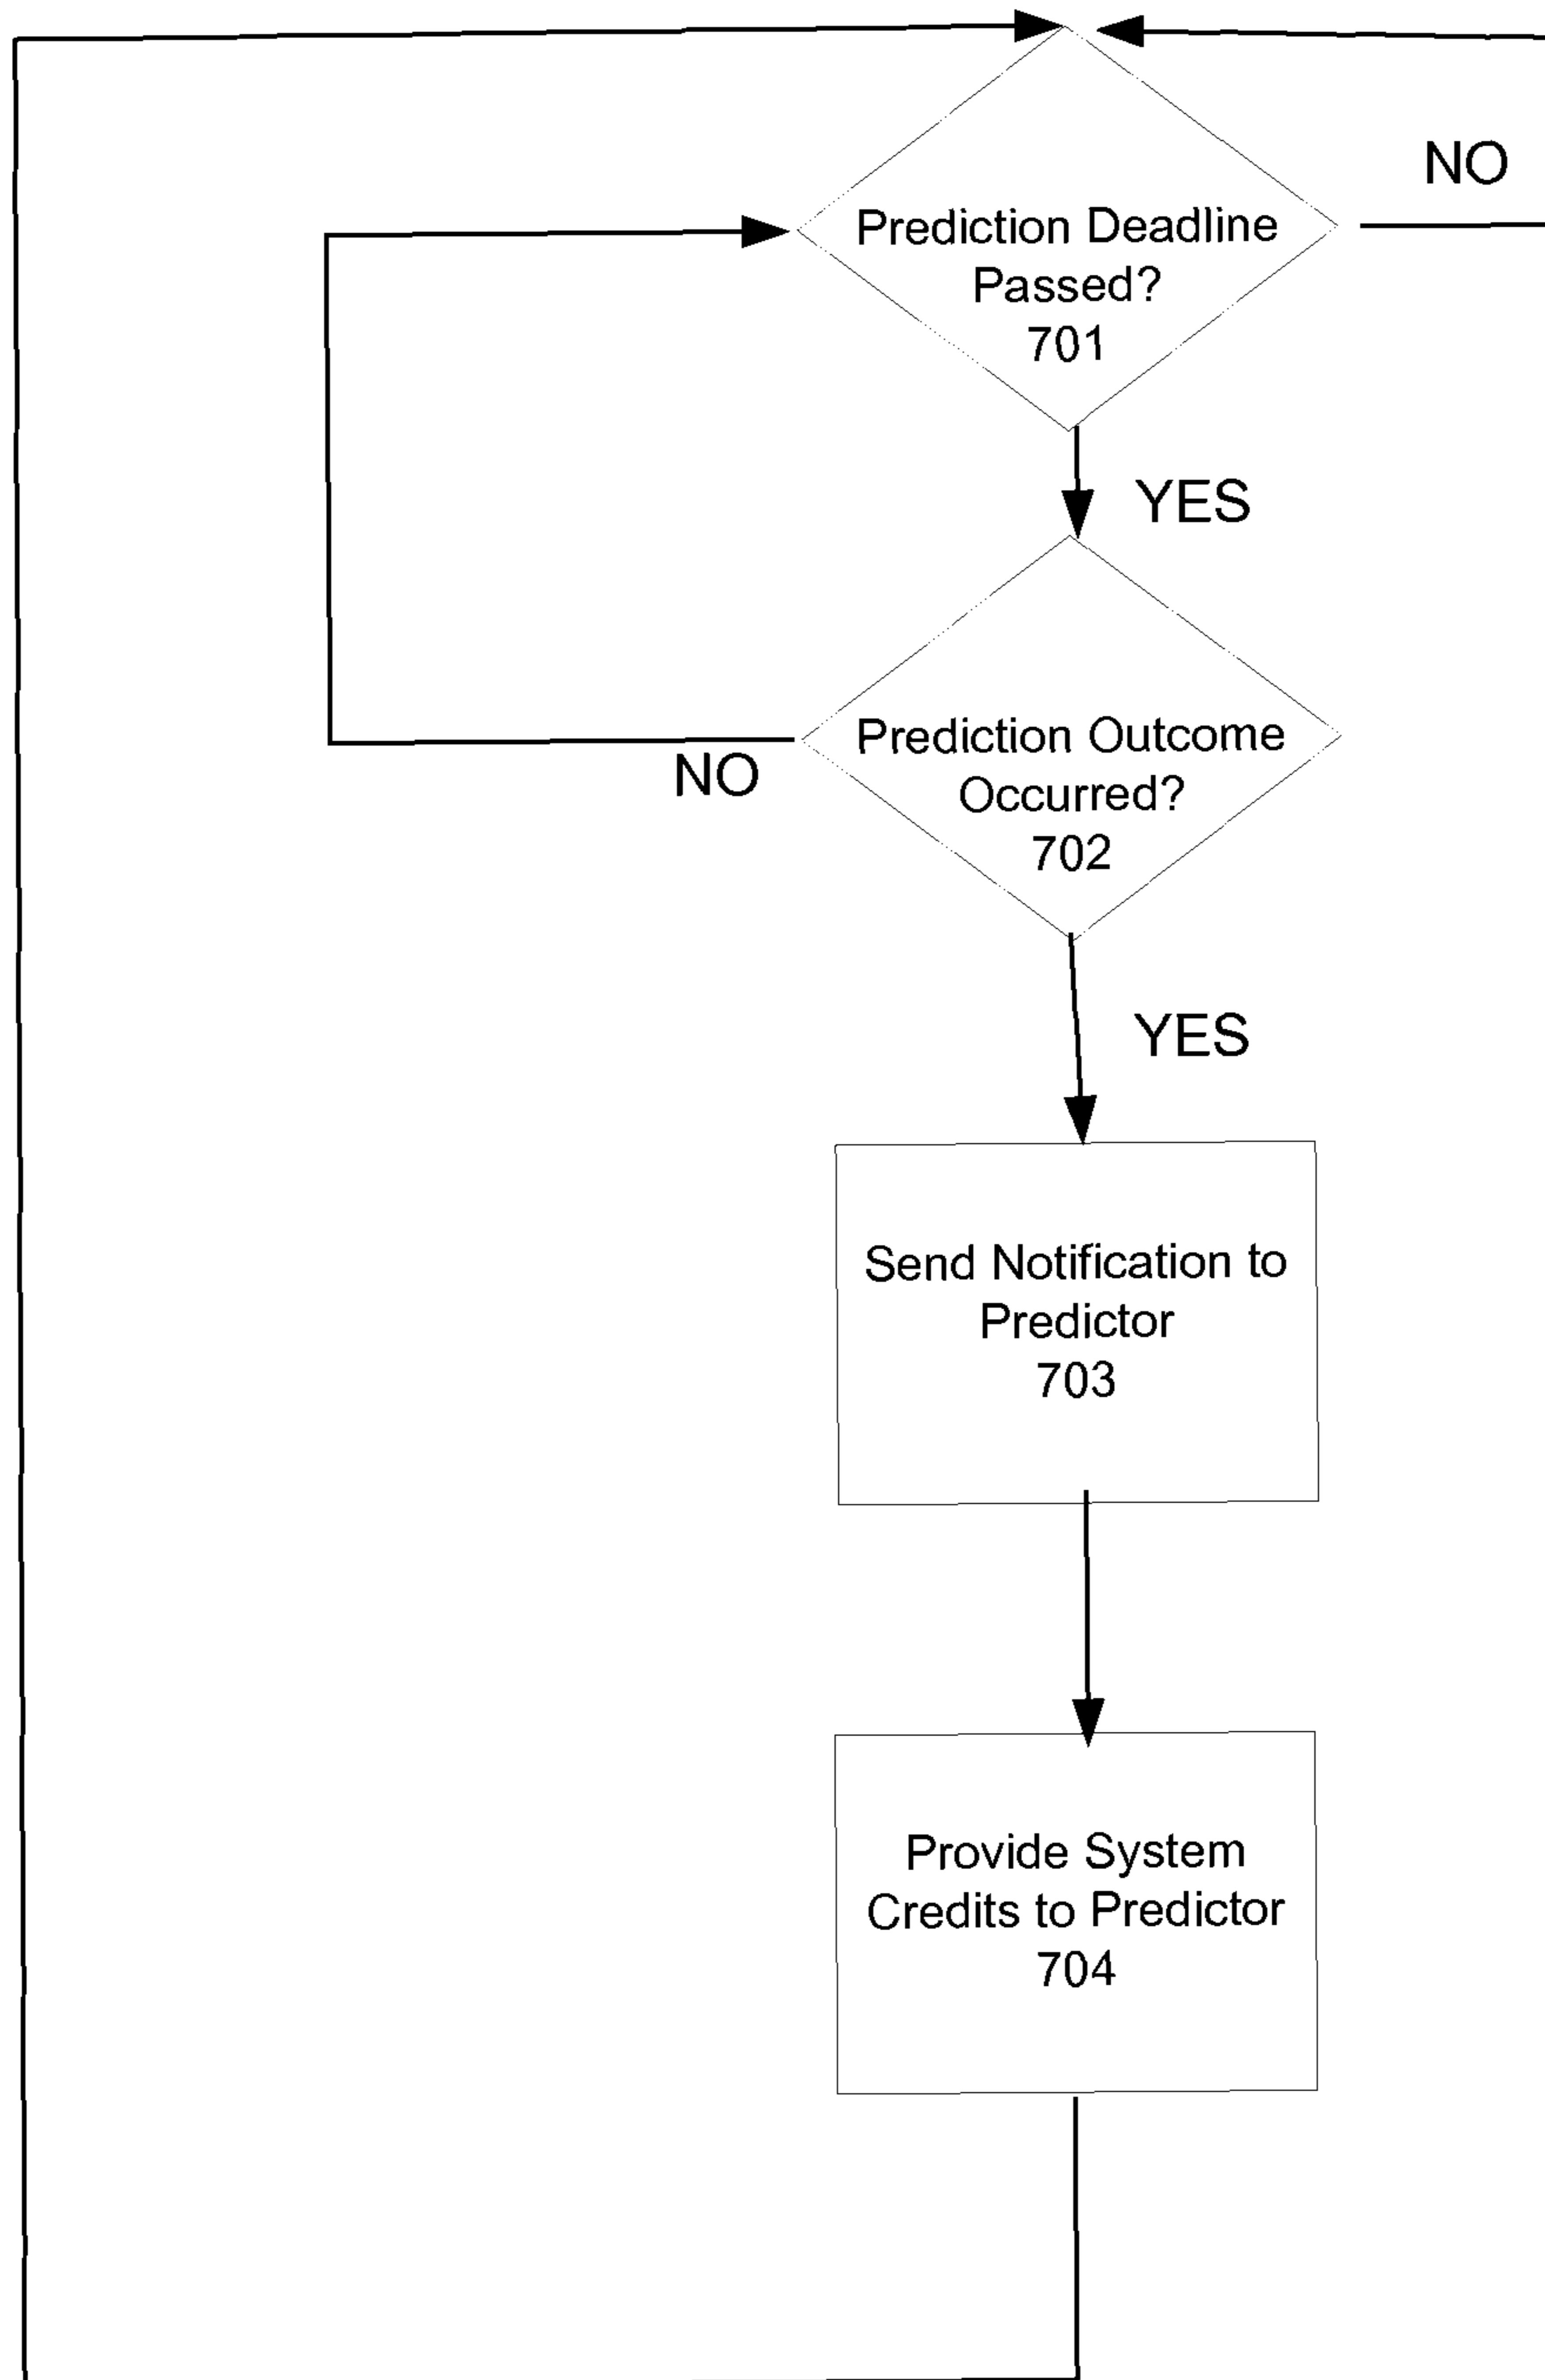 NO
Prediction Deadline
Passed?
701
YES
Prediction Outcome
Occurred?
702
NO
YES
Send Notification to
Predictor
703
Provide System
Credits to Predictor
704